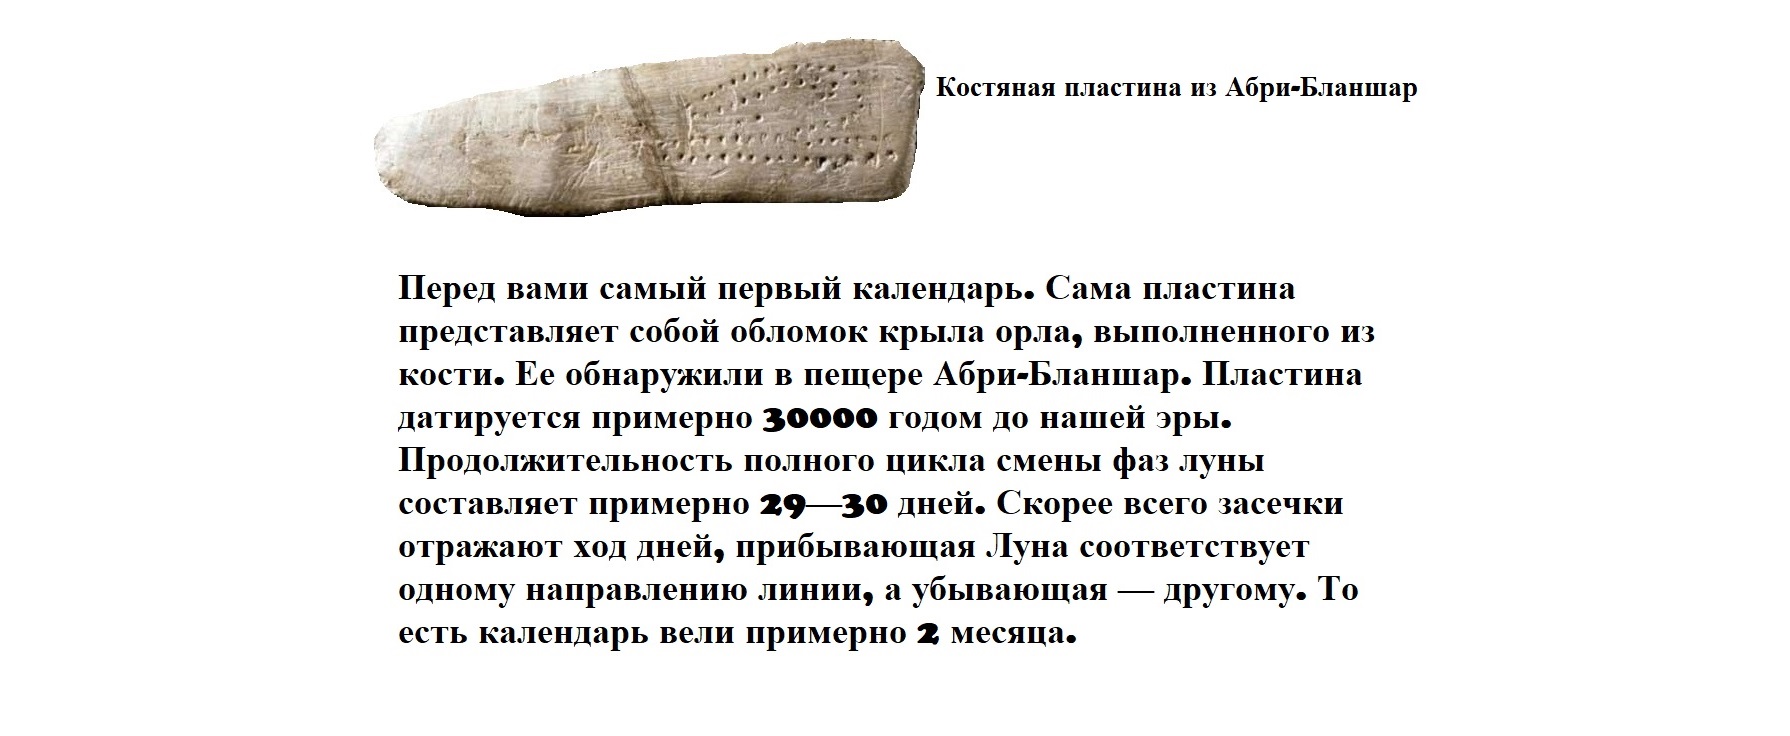 Костяная пластина из Абри-Бланшар
Перед вами самый первый календарь. Сама пластина
представляет собой обломок крыла орла, выполненного из
кости. Ее обнаружили в пещере Абри-Бланшар. Пластина
датируется примерно 30000 годом до нашей эры.
Продолжительность полного цикла смены фаз луны
составляет примерно 29—30 дней. Скорее всего засечки
отражают ход дней, прибывающая Луна соответствует
одному направлению линии, а убывающая — другому. То
есть календарь вели примерно 2 месяца.